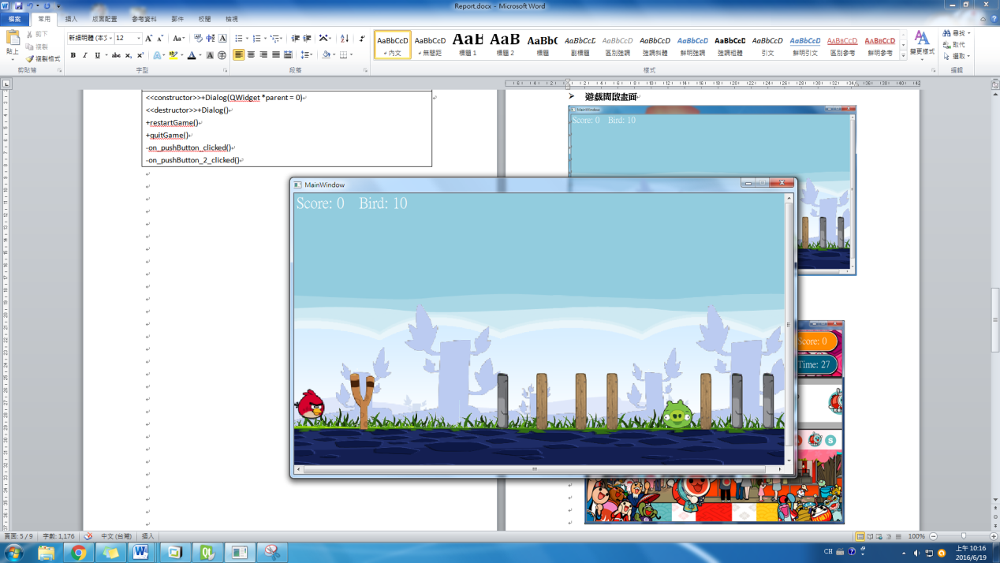 Report.docx - Microsoft Word
檔案 常用 插入 版面配置 參考資料 郵件 校閱 檢視
貼上 剪下 複製 複製格式
新細明體 (本文 12
AaBbCcD AaBbCcD AaBb AaB AaBb( AaBbCcD AaBbCcD AaBbCcD AaBbCcD AaBbCcD AaBbCcD AaBbCcD AABBCCD AABBCCD
內文 無間距 標題 1 標題 2 標題 副標題 區別強調 強調斜體 鮮明強調 強調粗體 引文 鮮明引文 區別參考 鮮明參考
變更樣式 尋找 取代 選取
剪貼簿 字型 段落 樣式 編輯
<<constructor>>+Dialog(QWidget *parent = 0)
<<destructor>>+Dialog()
+restartGame()
+quitGame()
-on_pushButton_clicked()
-on_pushButton_2_clicked()
遊戲開啟畫面
MainWindow
Score: 0 Bird: 10
MainWindow
Score: 0 Bird: 10
Score: 0
Time: 27
S
頁面: 5 / 9 字數: 1,176 中文 (台灣) 插入 100%
CH
上午 10:16
2016/6/19